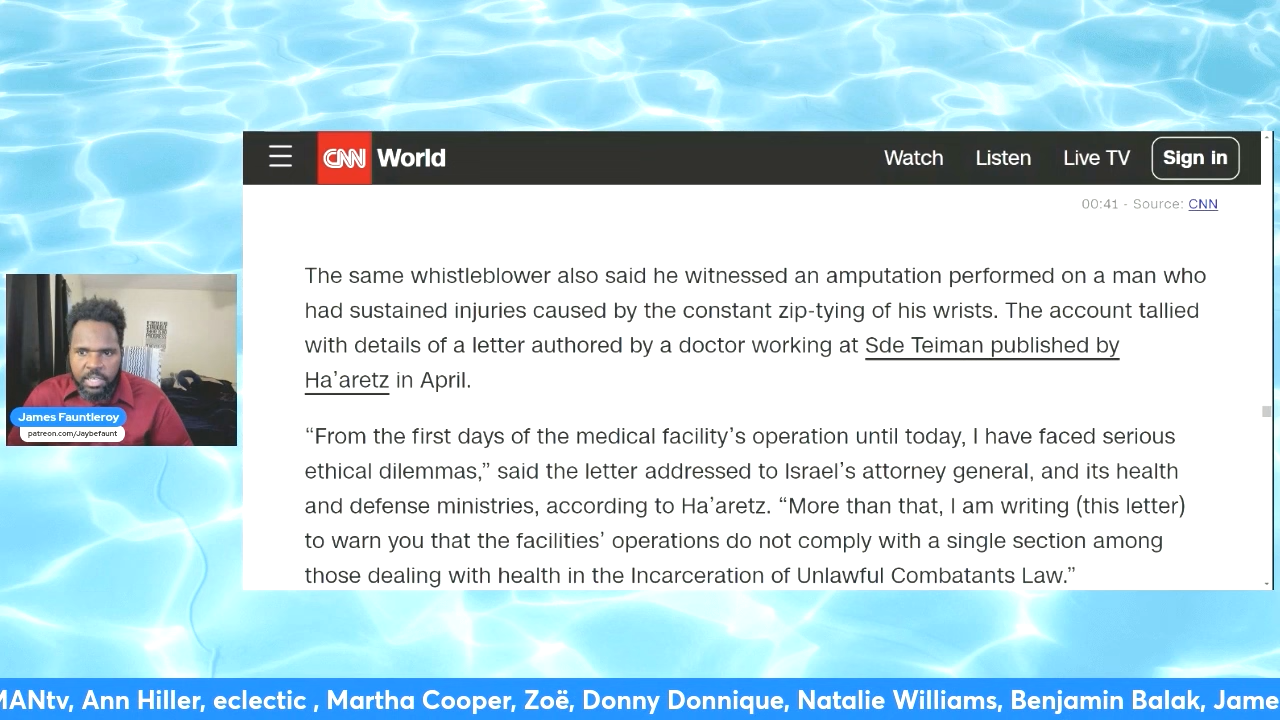 CNN World
Watch
Listen
Live TV
Sign in
00:41 - Source: CNN
The same whistleblower also said he witnessed an amputation performed on a man who
had sustained injuries caused by the constant zip-tying of his wrists. The account tallied
with details of a letter authored by a doctor working at Sde Teiman published by
Ha’aretz in April.
“From the first days of the medical facility’s operation until today, I have faced serious
ethical dilemmas,” said the letter addressed to Israel’s attorney general, and its health
and defense ministries, according to Ha’aretz. “More than that, I am writing (this letter)
to warn you that the facilities’ operations do not comply with a single section among
those dealing with health in the Incarceration of Unlawful Combatants Law.”
James Fauntleroy
patreon.com/Jaybefaunt
MANtv, Ann Hiller, eclectic , Martha Cooper, Zoë, Donny Donnique, Natalie Williams, Benjamin Balak, Jame